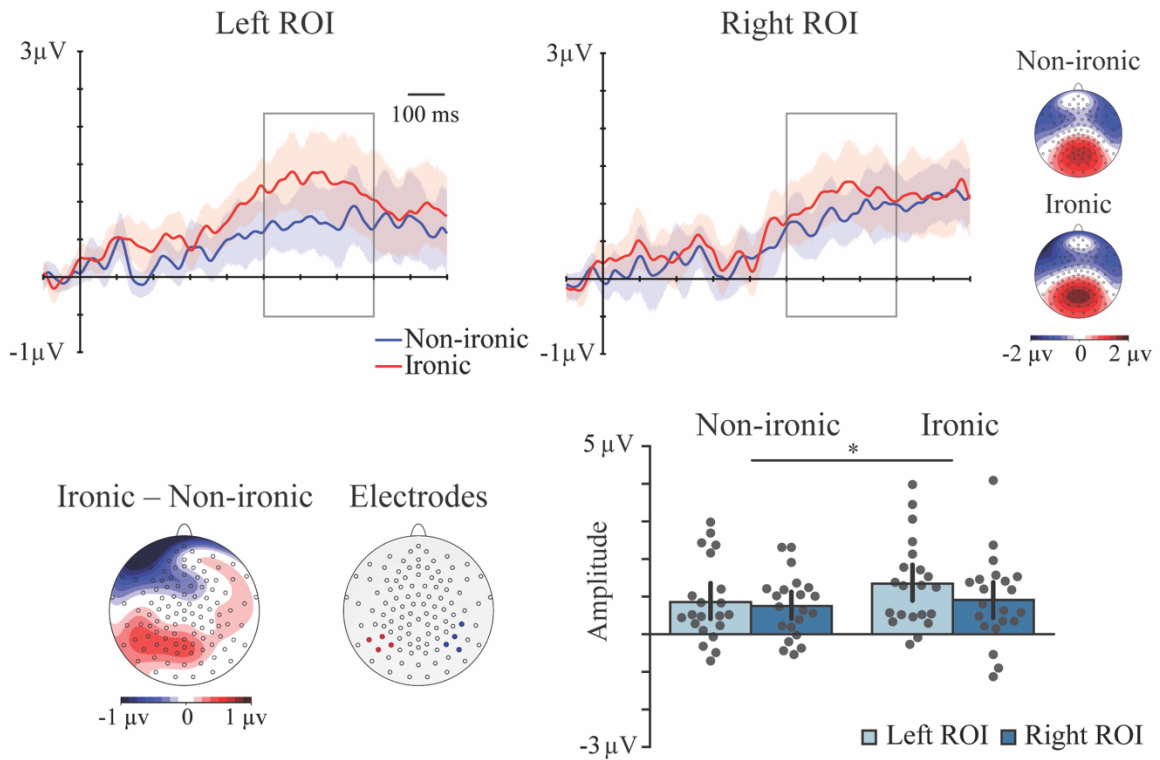 Left ROI
3µV
100 ms
-1µV
Non-ironic
Ironic
Right ROI
3µV
-1µV
Non-ironic
Ironic
-2 µv 0 2 µv
Ironic – Non-ironic
-1 µv 0 1 µv
Electrodes
5 µV
Non-ironic Ironic
*
Amplitude
-3 µV
Left ROI Right ROI